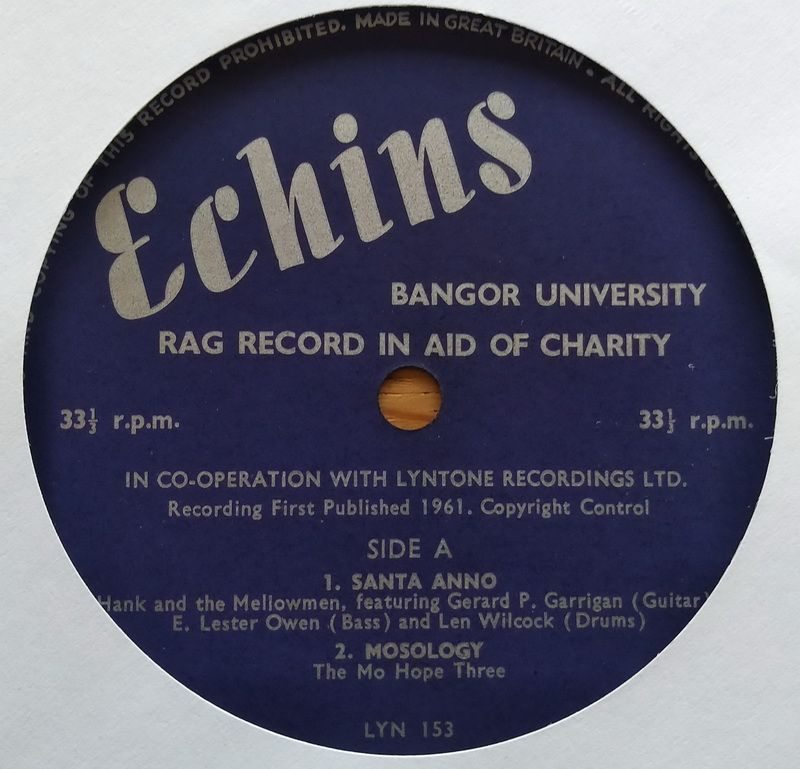 OF THIS RECORD PROHIBITED. MADE IN GREAT BRITAIN • ALL RIGHTS
Echins
BANGOR UNIVERSITY
RAG RECORD IN AID OF CHARITY
33⅓ r.p.m. 33⅓ r.p.m.
IN CO-OPERATION WITH LYNTONE RECORDINGS LTD.
Recording First Published 1961. Copyright Control
SIDE A
1. SANTA ANNO
Hank and the Mellowmen, featuring Gerard P. Garrigan (Guitar)
E. Lester Owen (Bass) and Len Wilcock (Drums)
2. MOSOLOGY
The Mo Hope Three
LYN 153